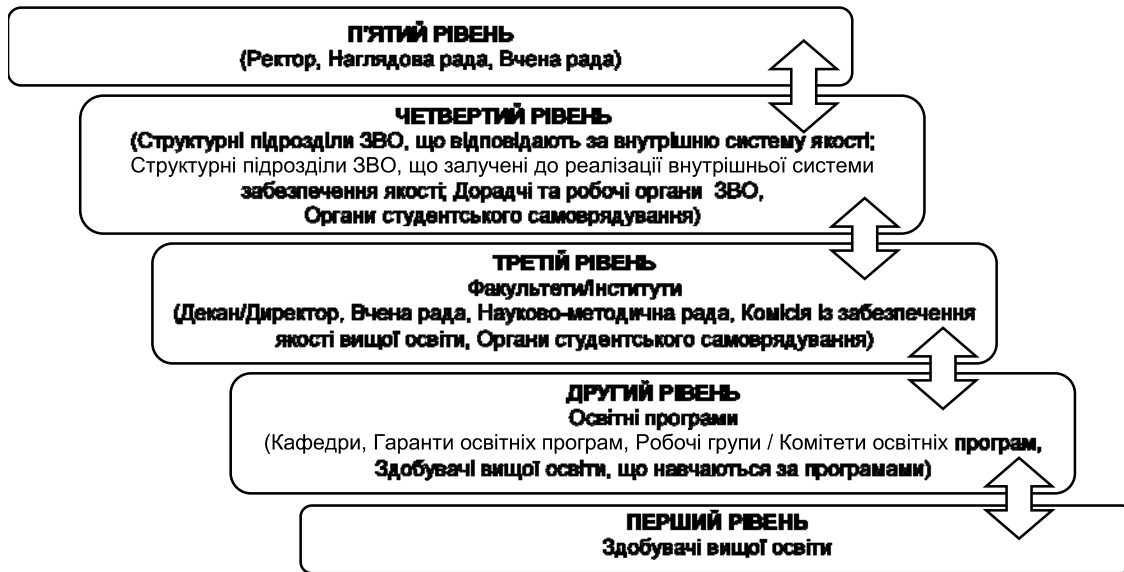 П'ЯТИЙ РІВЕНЬ
(Ректор, Наглядова рада, Вчена рада)
ЧЕТВЕРТИЙ РІВЕНЬ
(Структурні підрозділи ЗВО, що відповідають за внутрішню систему якості;
Структурні підрозділи ЗВО, що залучені до реалізації внутрішньої системи
забезпечення якості; Дорадчі та робочі органи ЗВО,
Органи студентського самоврядування)
ТРЕТІЙ РІВЕНЬ
Факультети/Інститути
(Декан/Директор, Вчена рада, Науково-методична рада, Комісія із забезпечення
якості вищої освіти, Органи студентського самоврядування)
ДРУГИЙ РІВЕНЬ
Освітні програми
(Кафедри, Гаранти освітніх програм, Робочі групи / Комітети освітніх програм,
Здобувачі вищої освіти, що навчаються за програмами)
ПЕРШИЙ РІВЕНЬ
Здобувачі вищої освіти